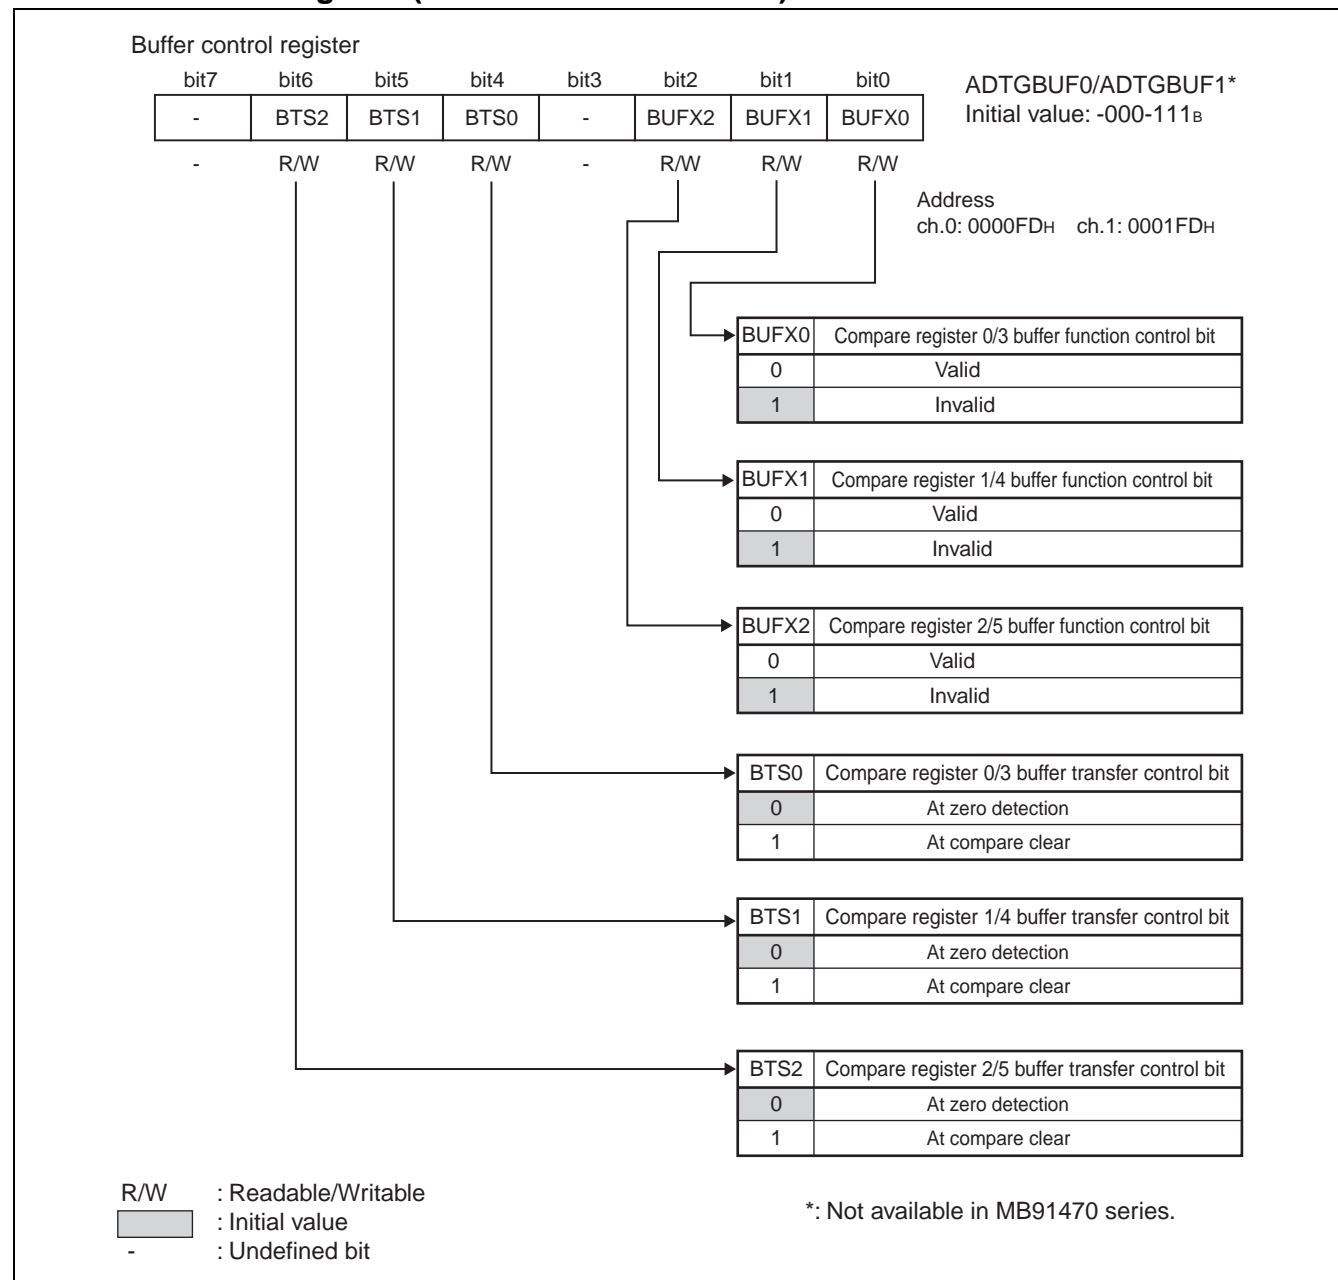 Buffer control register
bit7 bit6 bit5 bit4 bit3 bit2 bit1 bit0
ADTGBUF0/ADTGBUF1*
- BTS2 BTS1 BTS0 - BUFX2 BUFX1 BUFX0
Initial value: -000-111B
- R/W R/W R/W - R/W R/W R/W
Address
ch.0: 0000FDH ch.1: 0001FDH
BUFX0 Compare register 0/3 buffer function control bit
0 Valid
1 Invalid
BUFX1 Compare register 1/4 buffer function control bit
0 Valid
1 Invalid
BUFX2 Compare register 2/5 buffer function control bit
0 Valid
1 Invalid
BTS0 Compare register 0/3 buffer transfer control bit
0 At zero detection
1 At compare clear
BTS1 Compare register 1/4 buffer transfer control bit
0 At zero detection
1 At compare clear
BTS2 Compare register 2/5 buffer transfer control bit
0 At zero detection
1 At compare clear
R/W : Readable/Writable
: Initial value
- : Undefined bit
*: Not available in MB91470 series.